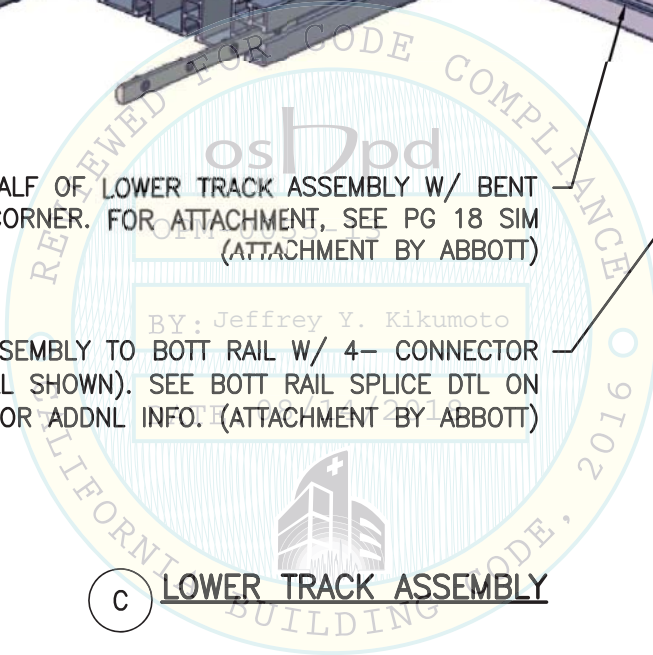 REVIEWED FOR CODE COMPLIANCE
oshpd
ALF OF LOWER TRACK ASSEMBLY W/ BENT
CORNER. FOR ATTACHMENT, SEE PG 18 SIM
(ATTACHMENT BY ABBOTT)
BY: Jeffrey Y. Kikumoto
SEMBLY TO BOTT RAIL W/ 4- CONNECTOR
L SHOWN). SEE BOTT RAIL SPLICE DTL ON
OR ADDNL INFO. (ATTACHMENT BY ABBOTT)
CALIFORNIA BUILDING CODE, 2016
C LOWER TRACK ASSEMBLY